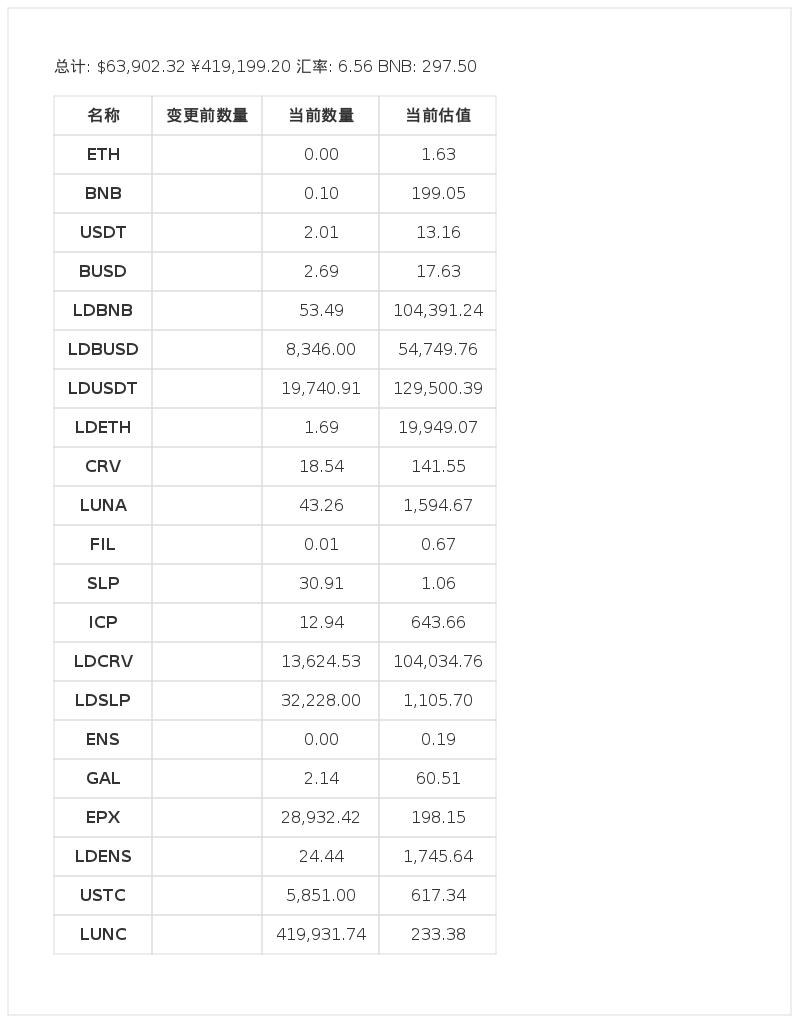 总计: $63,902.32 ¥419,199.20 汇率: 6.56 BNB: 297.50
名称 变更前数量 当前数量 当前估值
ETH 0.00 1.63
BNB 0.10 199.05
USDT 2.01 13.16
BUSD 2.69 17.63
LDBNB 53.49 104,391.24
LDBUSD 8,346.00 54,749.76
LDUSDT 19,740.91 129,500.39
LDETH 1.69 19,949.07
CRV 18.54 141.55
LUNA 43.26 1,594.67
FIL 0.01 0.67
SLP 30.91 1.06
ICP 12.94 643.66
LDCRV 13,624.53 104,034.76
LDSLP 32,228.00 1,105.70
ENS 0.00 0.19
GAL 2.14 60.51
EPX 28,932.42 198.15
LDENS 24.44 1,745.64
USTC 5,851.00 617.34
LUNC 419,931.74 233.38